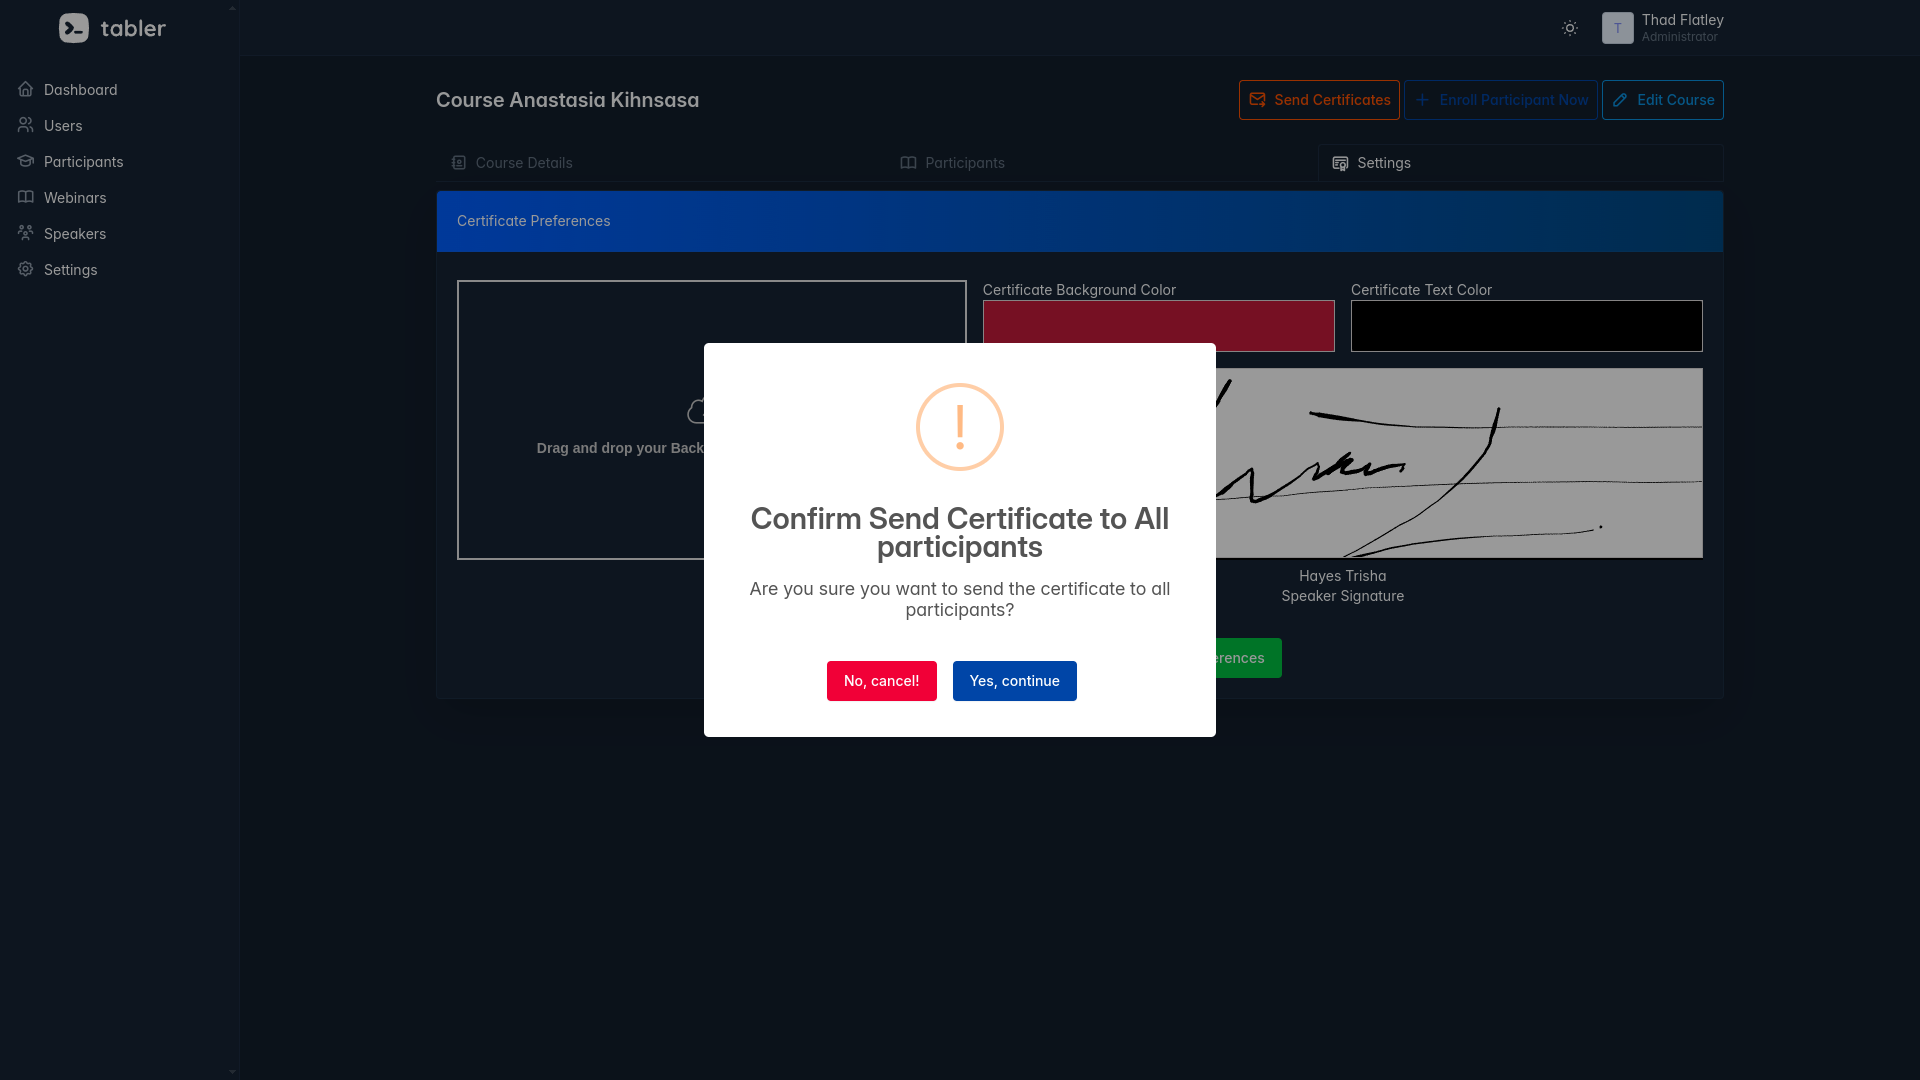 tabler
Thad Flatley
Administrator
T
Dashboard
Users
Participants
Webinars
Speakers
Settings
Course Anastasia Kihnsasa
Send Certificates
Enroll Participant Now
Edit Course
Course Details
Participants
Settings
Certificate Preferences
Certificate Background Color
Certificate Text Color
Drag and drop your Back
Confirm Send Certificate to All
participants
Are you sure you want to send the certificate to all
participants?
No, cancel!
Yes, continue
Hayes Trisha
Speaker Signature
erences